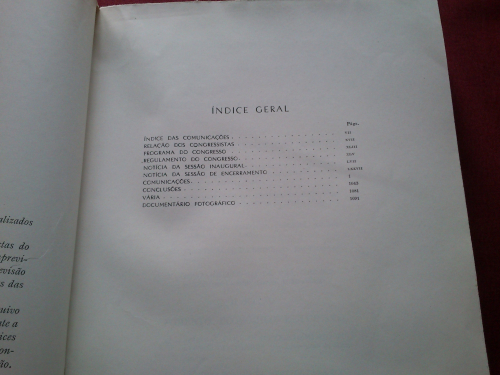 alizados
tas do
previ-
evisão
s das
uivo
te a
ices
on-
ão.
ÍNDICE GERAL
Págs.
ÍNDICE DAS COMUNICAÇÕES
RELAÇÃO DOS CONGRESSISTAS
PROGRAMA DO CONGRESSO
REGULAMENTO DO CONGRESSO
NOTÍCIA DA SESSÃO INAUGURAL
NOTÍCIA DA SESSÃO DE ENCERRAMENTO
COMUNICAÇÕES
CONCLUSÕES
VÁRIA
DOCUMENTÁRIO FOTOGRÁFICO